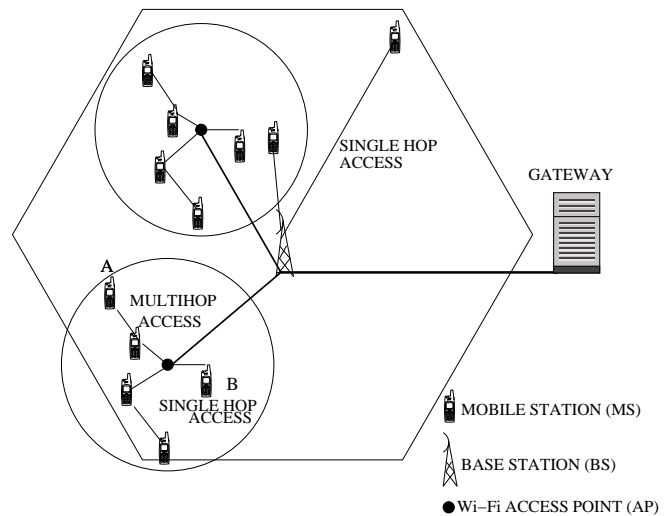 SINGLE HOP
ACCESS
GATEWAY
A
MULTIHOP
ACCESS
B
SINGLE HOP
ACCESS
MOBILE STATION (MS)
BASE STATION (BS)
Wi−Fi ACCESS POINT (AP)